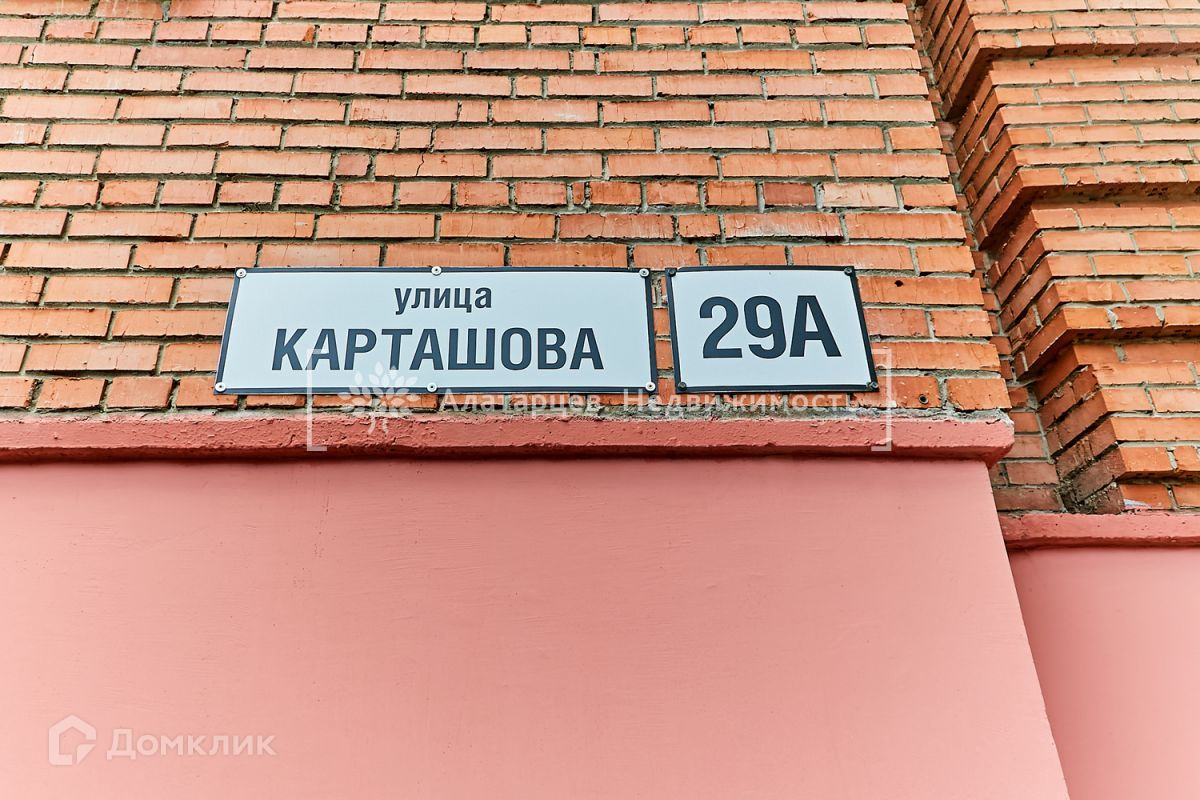 улица
КАРТАШОВА
29А
Алатарцев Недвижимость
Домклик